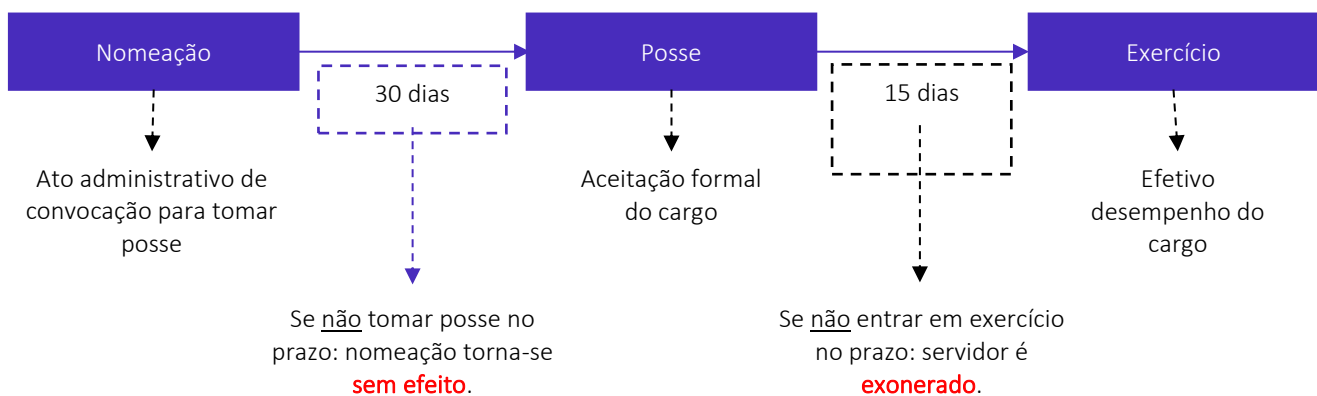 Nomeação
Posse
Exercício
30 dias
15 dias
Ato administrativo de
convocação para tomar
posse
Aceitação formal
do cargo
Efetivo
desempenho do
cargo
Se não tomar posse no
prazo: nomeação torna-se
sem efeito.
Se não entrar em exercício
no prazo: servidor é
exonerado.